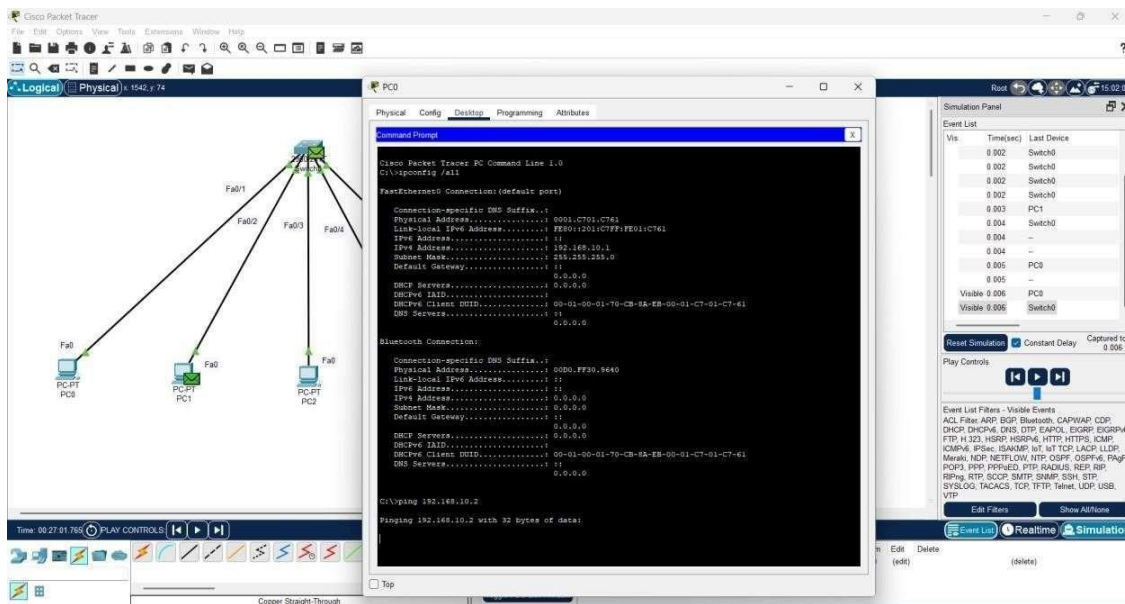 Cisco Packet Tracer
File Edit Options View Tools Extensions Window Help
Logical Physical x: 1542, y: 74
Root 15:02:0
PC0
Physical Config Desktop Programming Attributes
Command Prompt X
Cisco Packet Tracer PC Command Line 1.0
C:\>ipconfig /all
FastEthernet0 Connection:(default port)
Connection-specific DNS Suffix..:
Physical Address................: 0001.C701.C761
Link-local IPv6 Address.........: FE80::201:C7FF:FE01:C761
IPv6 Address....................: ::
IPv4 Address....................: 192.168.10.1
Subnet Mask.....................: 255.255.255.0
Default Gateway.................: ::
0.0.0.0
DHCP Servers....................: 0.0.0.0
DHCPv6 IAID.....................:
DHCPv6 Client DUID..............: 00-01-00-01-70-CB-8A-EB-00-01-C7-01-C7-61
DNS Servers.....................: ::
0.0.0.0
Bluetooth Connection:
Connection-specific DNS Suffix..:
Physical Address................: 00D0.FF30.9640
Link-local IPv6 Address.........: ::
IPv6 Address....................: ::
IPv4 Address....................: 0.0.0.0
Subnet Mask.....................: 0.0.0.0
Default Gateway.................: ::
0.0.0.0
DHCP Servers....................: 0.0.0.0
DHCPv6 IAID.....................:
DHCPv6 Client DUID..............: 00-01-00-01-70-CB-8A-EB-00-01-C7-01-C7-61
DNS Servers.....................: ::
0.0.0.0
C:\>ping 192.168.10.2
Pinging 192.168.10.2 with 32 bytes of data:
Top
Switch0
Fa0/1
Fa0/2
Fa0/3
Fa0/4
Fa0
Fa0
Fa0
PC-PT
PC0
PC-PT
PC1
PC-PT
PC2
Simulation Panel
Event List
Vis. Time(sec) Last Device
0.002 Switch0
0.002 Switch0
0.002 Switch0
0.002 Switch0
0.003 PC1
0.004 Switch0
0.004 --
0.004 --
0.005 PC0
0.005 --
Visible 0.006 PC0
Visible 0.006 Switch0
Reset Simulation Constant Delay Captured to
0.006
Play Controls
Event List Filters - Visible Events
ACL Filter, ARP, BGP, Bluetooth, CAPWAP, CDP,
DHCP, DHCPv6, DNS, DTP, EAPOL, EIGRP, EIGRPv6
FTP, H.323, HSRP, HSRPv6, HTTP, HTTPS, ICMP,
ICMPv6, IPSec, ISAKMP, IoT, IoT TCP, LACP, LLDP,
Meraki, NDP, NETFLOW, NTP, OSPF, OSPFv6, PAgP
POP3, PPP, PPPoED, PTP, RADIUS, REP, RIP,
RIPng, RTP, SCCP, SMTP, SNMP, SSH, STP,
SYSLOG, TACACS, TCP, TFTP, Telnet, UDP, USB,
VTP
Edit Filters Show All/None
Time: 00:27:01.765 PLAY CONTROLS:
Event List Realtime Simulatio
Edit Delete
(edit) (delete)
Copper Straight-Through